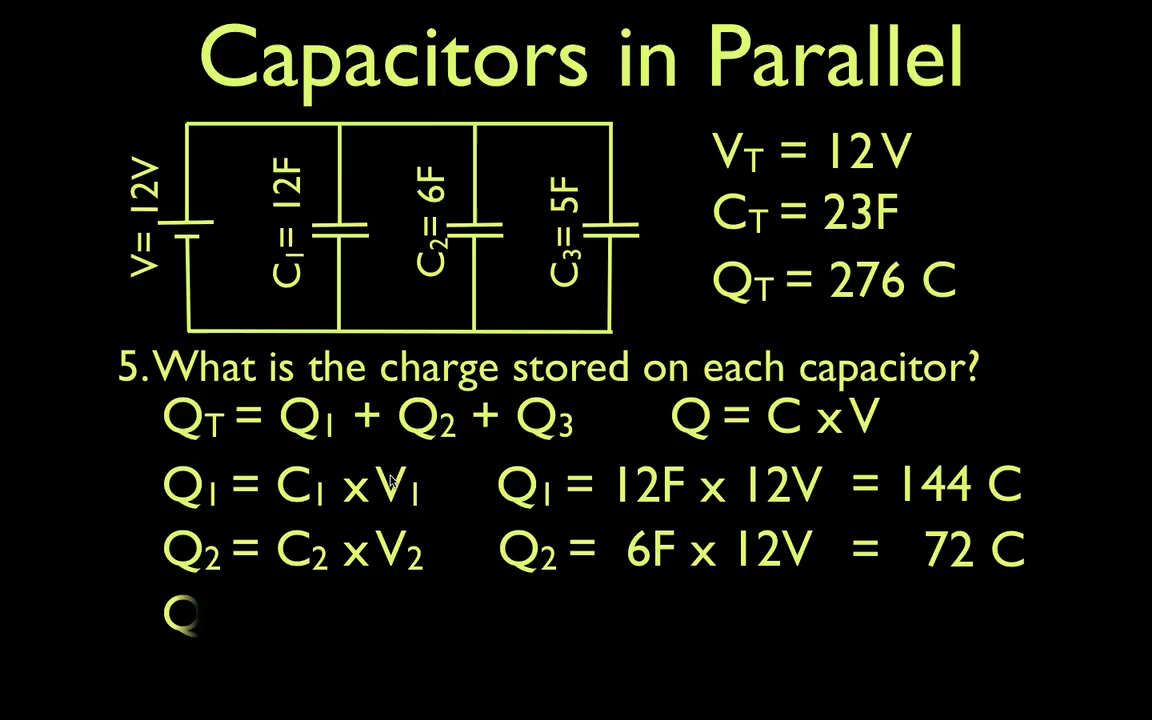 Capacitors in Parallel
V= 12V
C1= 12F
C2= 6F
C3= 5F
VT = 12 V
CT = 23F
QT = 276 C
5. What is the charge stored on each capacitor?
QT = Q1 + Q2 + Q3 Q = C x V
Q1 = C1 x V1 Q1 = 12F x 12V = 144 C
Q2 = C2 x V2 Q2 = 6F x 12V = 72 C
Q